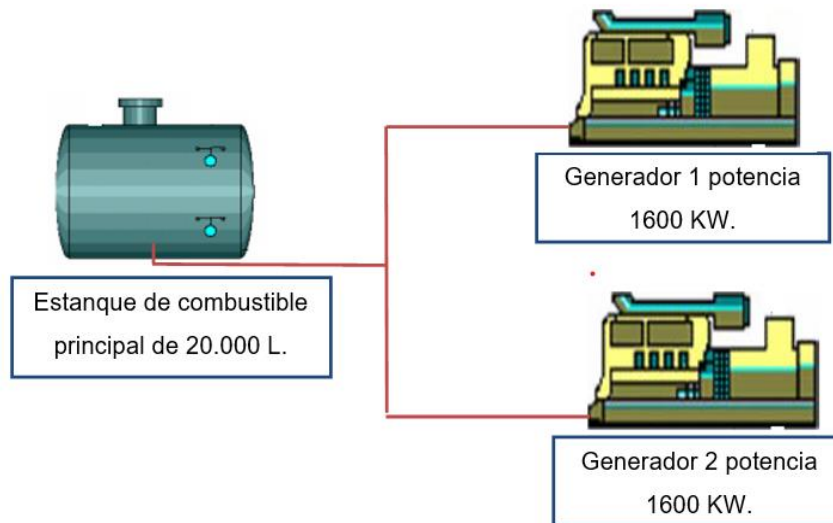 Generador 1 potencia
1600 KW.
Estanque de combustible
principal de 20.000 L.
Generador 2 potencia
1600 KW.